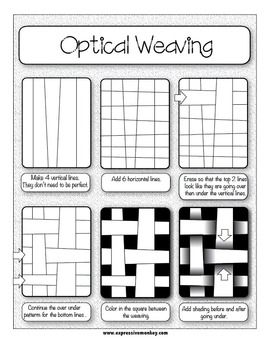 Optical Weaving
Make 4 vertical lines.
They don't need to be perfect.
Add 6 horizontal lines.
Erase so that the top 2 lines
look like they are going over
then under the vertical lines.
Continue the over under
pattern for the bottom lines.
Color in the square between
the weaving.
Add shading before and after
going under.
www.expressivemonkey.com